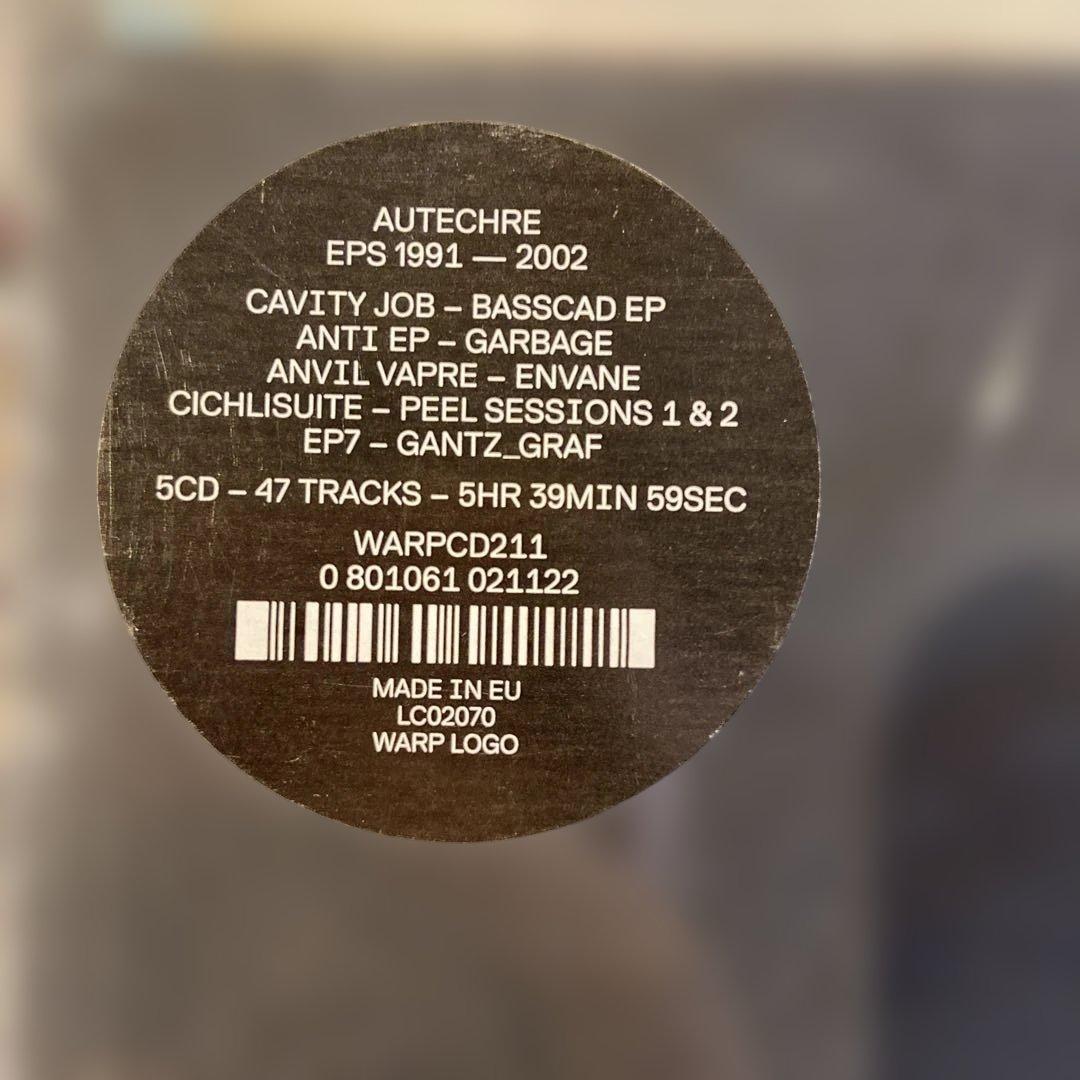 AUTECHRE
EPS 1991 — 2002
CAVITY JOB – BASSCAD EP
ANTI EP – GARBAGE
ANVIL VAPRE – ENVANE
CICHLISUITE – PEEL SESSIONS 1 & 2
EP7 – GANTZ_GRAF
5CD – 47 TRACKS – 5HR 39MIN 59SEC
WARPCD211
0 801061 021122
MADE IN EU
LC02070
WARP LOGO